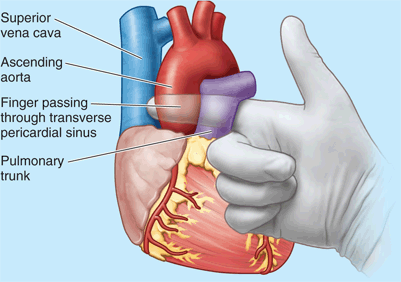 Superior
vena cava
Ascending
aorta
Finger passing
through transverse
pericardial sinus
Pulmonary
trunk